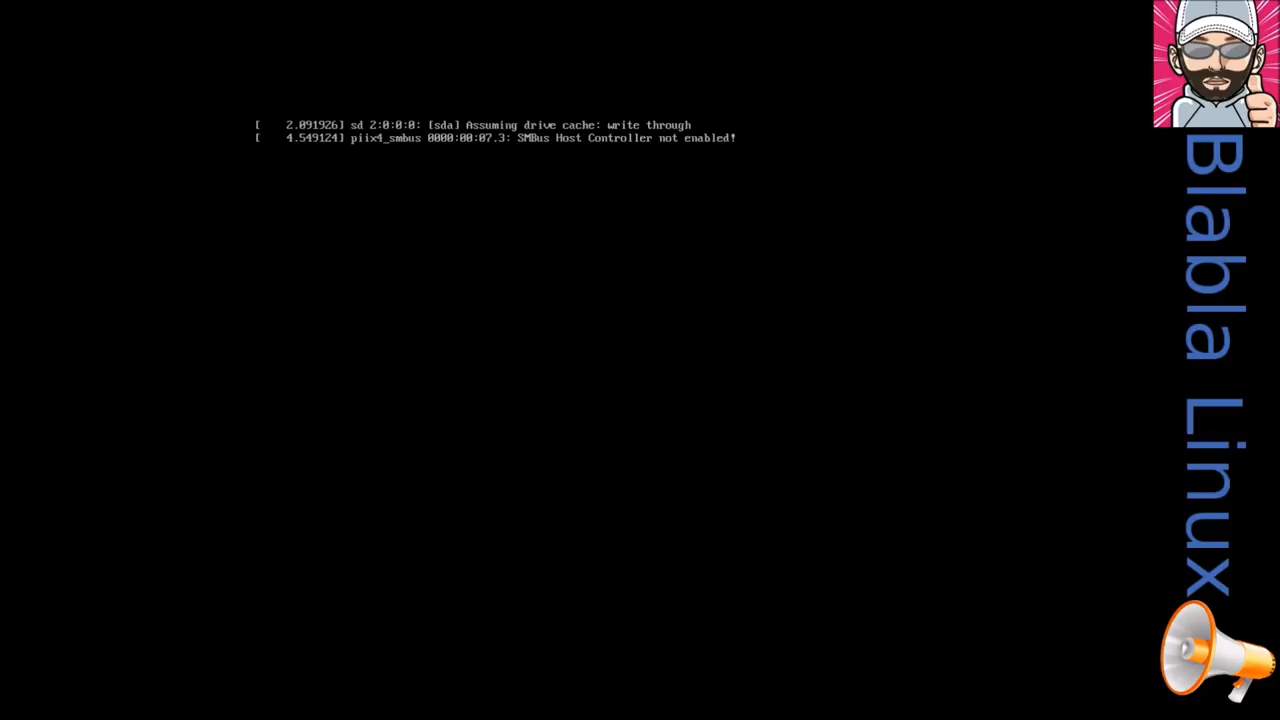 [    2.091926] sd 2:0:0:0: [sda] Assuming drive cache: write through
[    4.549124] piix4_smbus 0000:00:07.3: SMBus Host Controller not enabled!
Blabla Linux